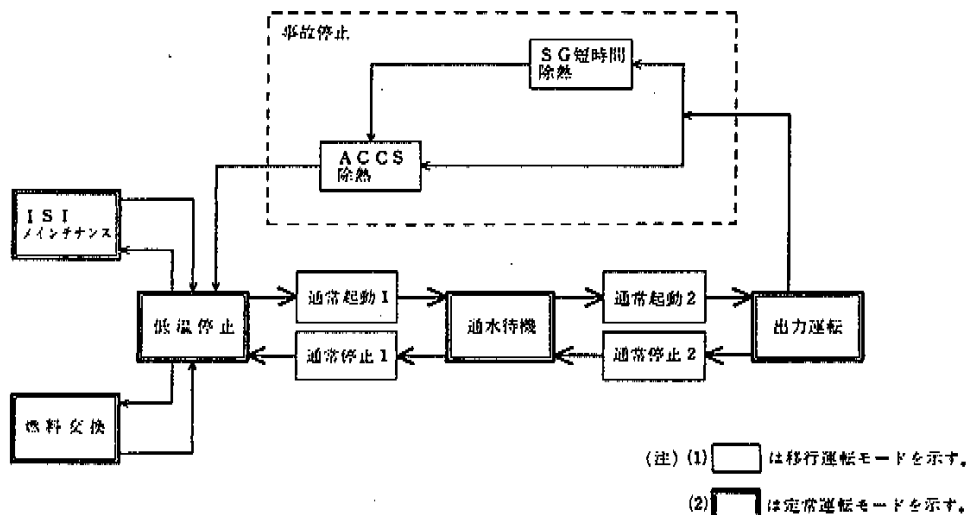 事故停止
SG短時間
除熱
ACCS
除熱
ISI
メインテナンス
通常起動1
通常起動2
低温停止
通水待機
出力運転
通常停止1
通常停止2
燃料交換
(注) (1) は移行運転モードを示す。
(2) は定常運転モードを示す。